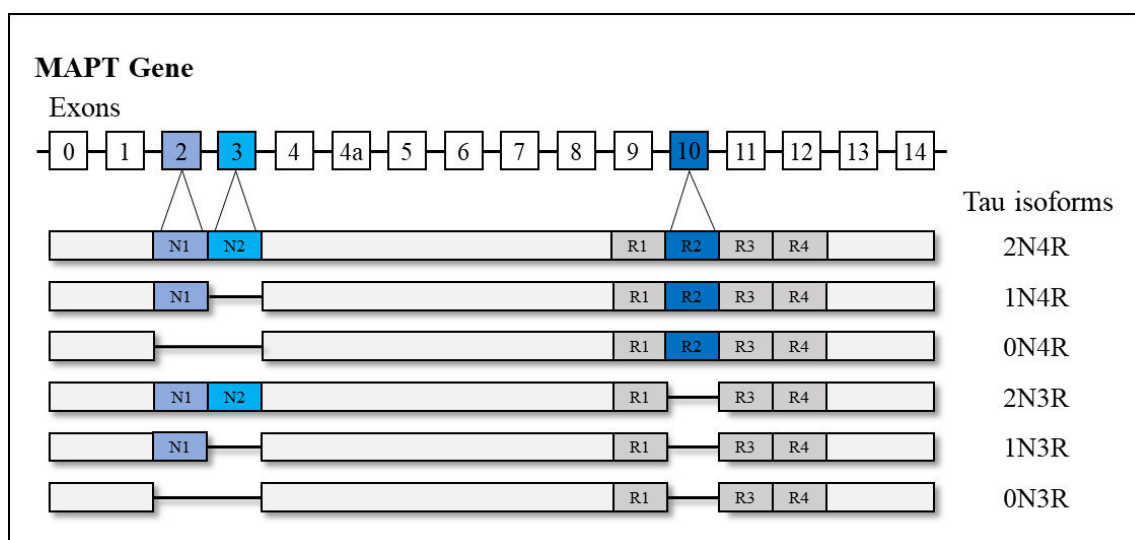 MAPT Gene
Exons
0 1 2 3 4 4a 5 6 7 8 9 10 11 12 13 14
Tau isoforms
N1 N2 R1 R2 R3 R4 2N4R
N1 R1 R2 R3 R4 1N4R
R1 R2 R3 R4 0N4R
N1 N2 R1 R3 R4 2N3R
N1 R1 R3 R4 1N3R
R1 R3 R4 0N3R